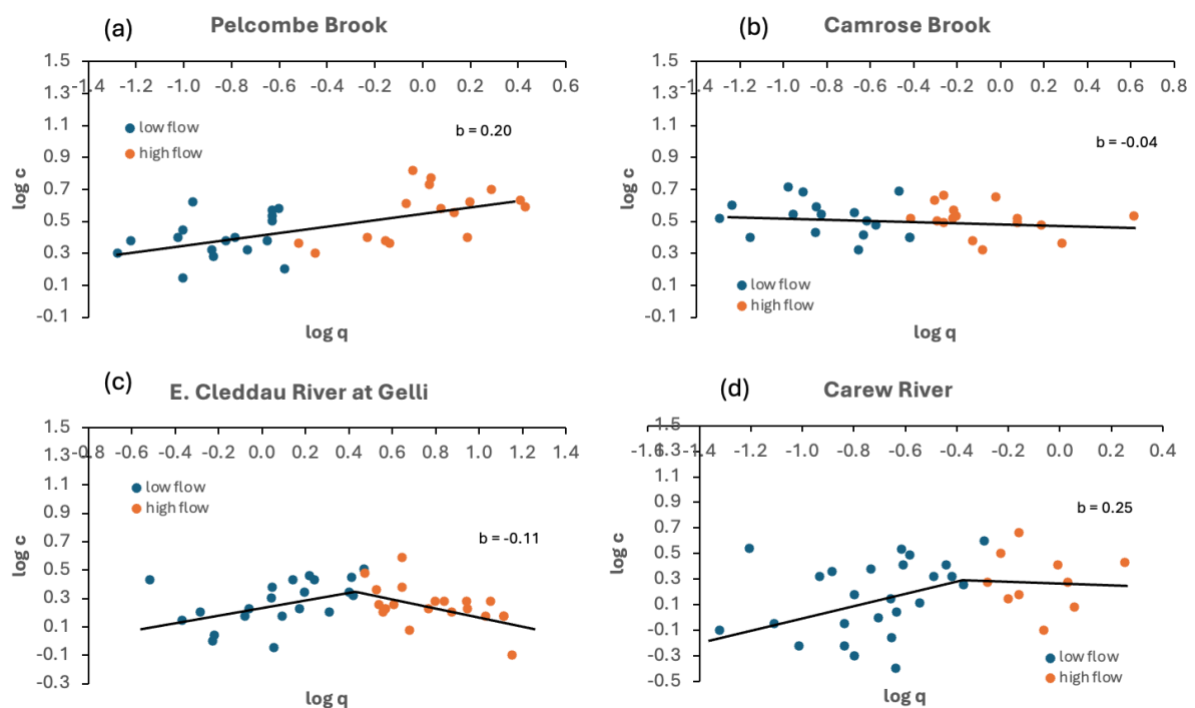 (a) Pelcombe Brook
1.5
-1.4 -1.2 -1.0 -0.8 -0.6 -0.4 -0.2 0.0 0.2 0.4 0.6
1.3
1.1
0.9
0.7
0.5
0.3
0.1
-0.1
low flow
high flow
b = 0.20
log c
log q
(b) Camrose Brook
1.5
-1.4 -1.2 -1.0 -0.8 -0.6 -0.4 -0.2 0.0 0.2 0.4 0.6 0.8
1.3
1.1
0.9
0.7
0.5
0.3
0.1
-0.1
b = -0.04
low flow
high flow
log c
log q
(c) E. Cleddau River at Gelli
1.5
-0.8 -0.6 -0.4 -0.2 0.0 0.2 0.4 0.6 0.8 1.0 1.2 1.4
1.3
1.1
0.9
0.7
0.5
0.3
0.1
-0.1
-0.3
low flow
high flow
b = -0.11
log c
log q
(d) Carew River
1.5
-1.6 -1.4 -1.2 -1.0 -0.8 -0.6 -0.4 -0.2 0.0 0.2 0.4
1.3
1.1
0.9
0.7
0.5
0.3
0.1
-0.1
-0.3
-0.5
b = 0.25
low flow
high flow
log c
log q